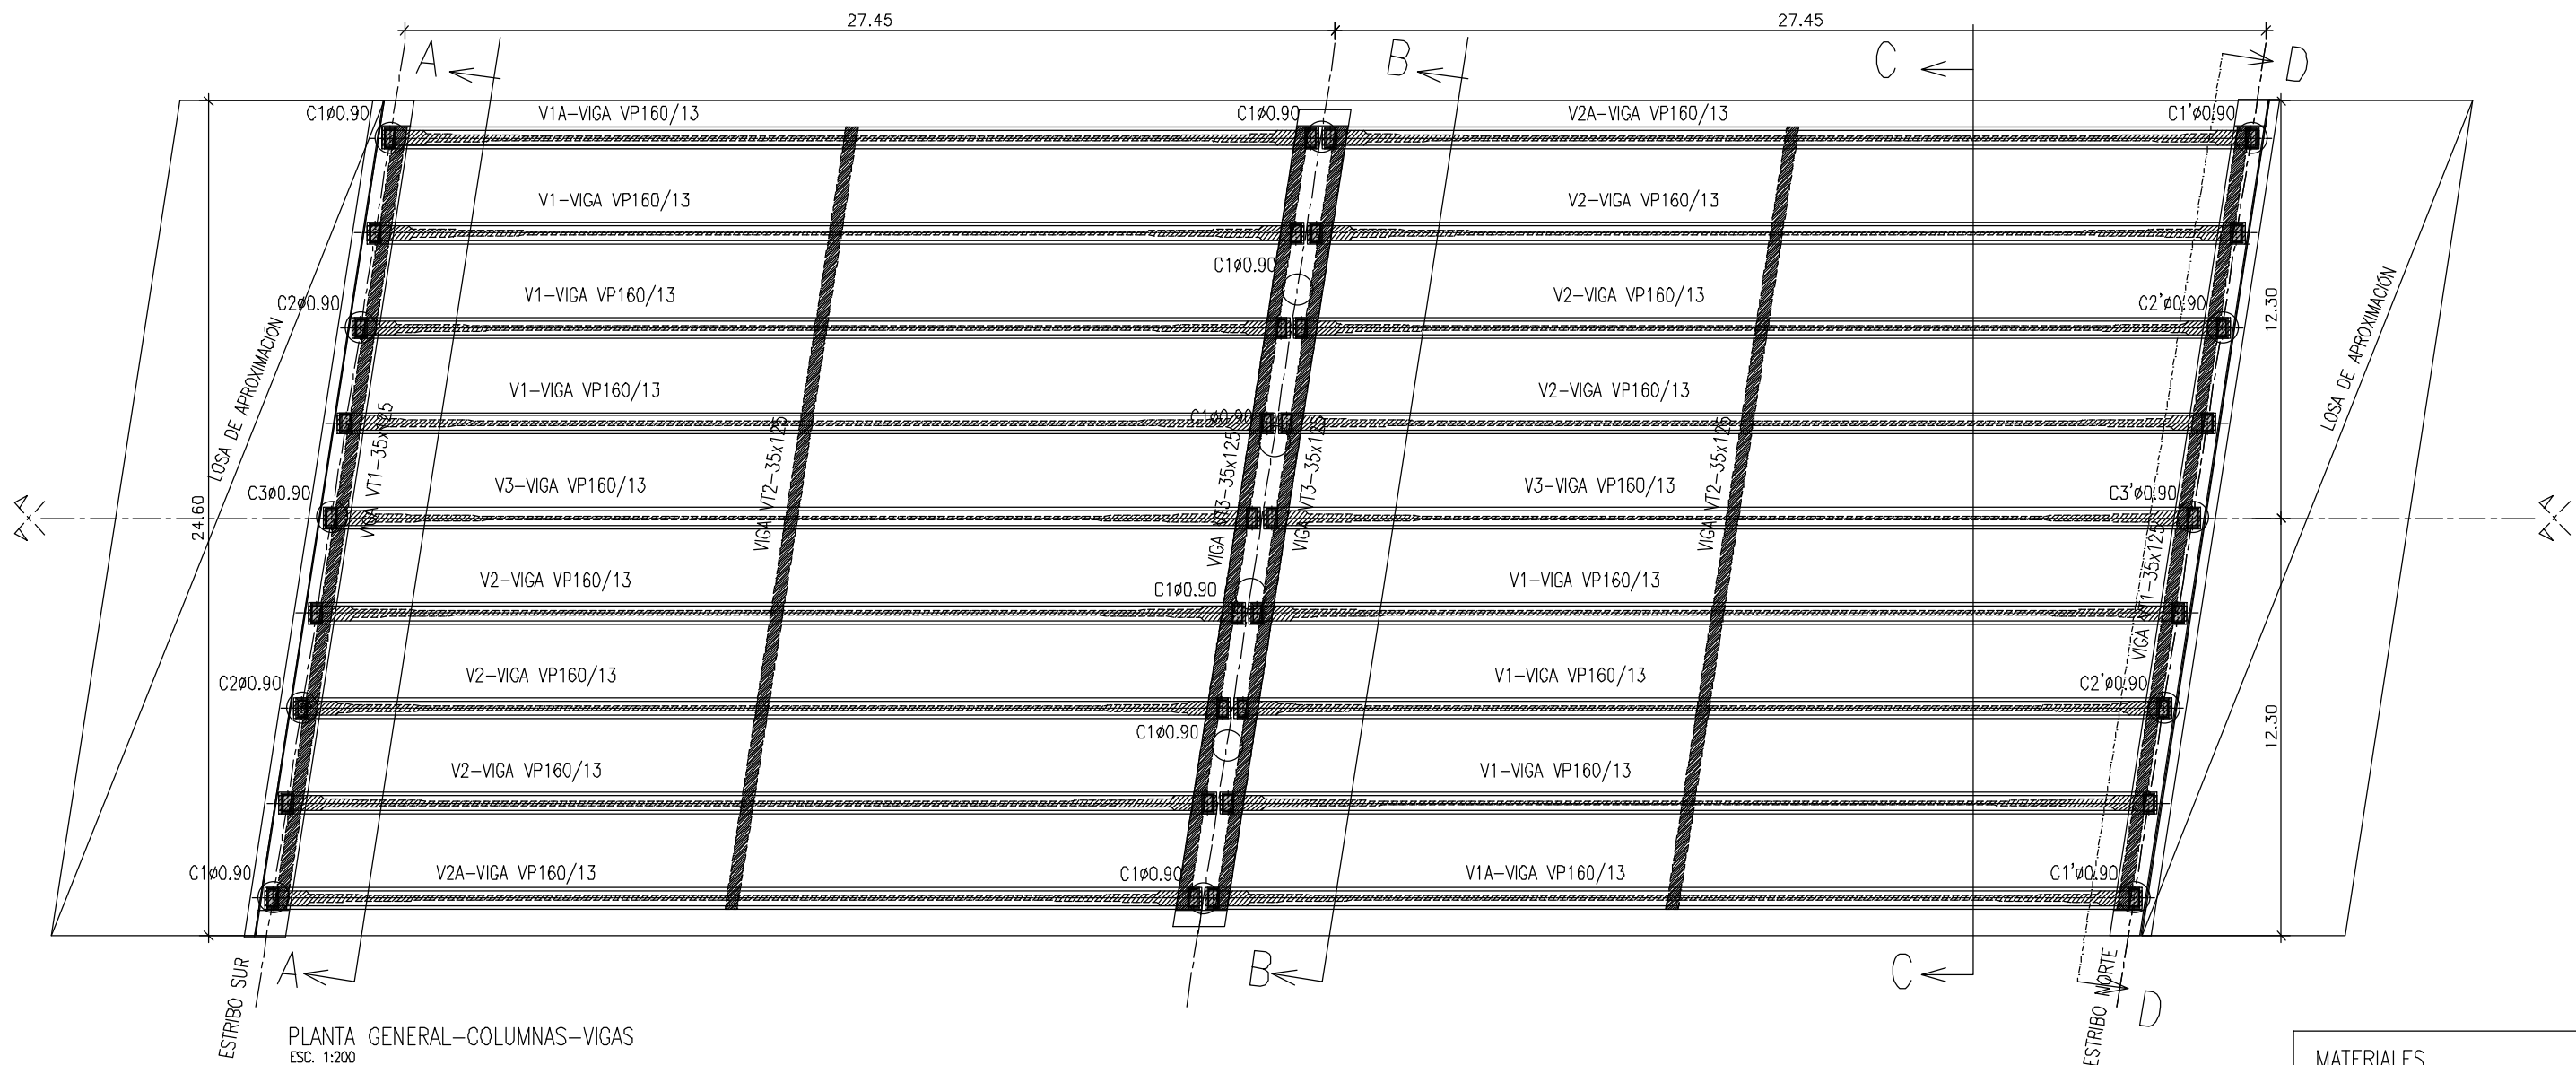 27.45
27.45
A
B
C
D
C1ø0.90
V1A-VIGA VP160/13
C1ø0.90
V2A-VIGA VP160/13
C1'ø0.90
V1-VIGA VP160/13
V2-VIGA VP160/13
C1ø0.90
C2ø0.90
V1-VIGA VP160/13
V2-VIGA VP160/13
C2'ø0.90
12.30
LOSA DE APROXIMACIÓN
LOSA DE APROXIMACIÓN
V1-VIGA VP160/13
C1ø0.90
V2-VIGA VP160/13
VIGA VT1-35x125
VIGA VT2-35x125
VIGA VT3-35x125
VIGA VT3-35x125
VIGA VT2-35x125
VIGA VT1-35x125
24.60
C3ø0.90
V3-VIGA VP160/13
V3-VIGA VP160/13
C3'ø0.90
V2-VIGA VP160/13
C1ø0.90
V1-VIGA VP160/13
C2ø0.90
V2-VIGA VP160/13
V1-VIGA VP160/13
C2'ø0.90
12.30
C1ø0.90
V2-VIGA VP160/13
V1-VIGA VP160/13
C1ø0.90
V2A-VIGA VP160/13
C1ø0.90
V1A-VIGA VP160/13
C1'ø0.90
A
B
C
D
ESTRIBO SUR
ESTRIBO NORTE
PLANTA GENERAL-COLUMNAS-VIGAS
ESC. 1:200
MATERIALES